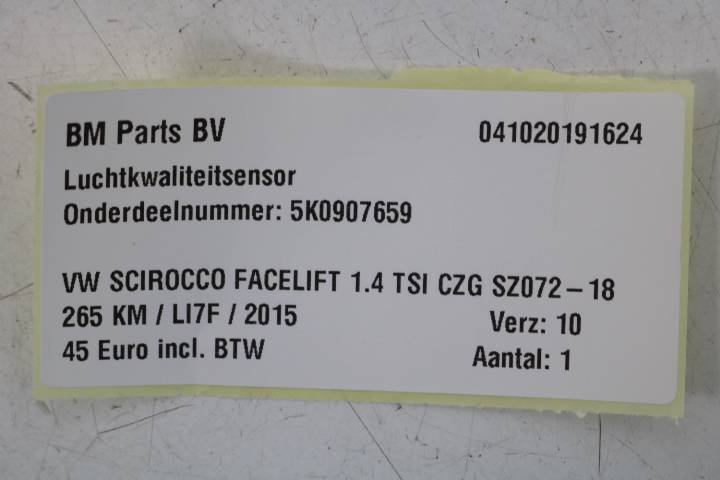 BM Parts BV 041020191624
Luchtkwaliteitsensor
Onderdeelnummer: 5K0907659
VW SCIROCCO FACELIFT 1.4 TSI CZG SZ072-18
265 KM / LI7F / 2015 Verz: 10
45 Euro incl. BTW Aantal: 1